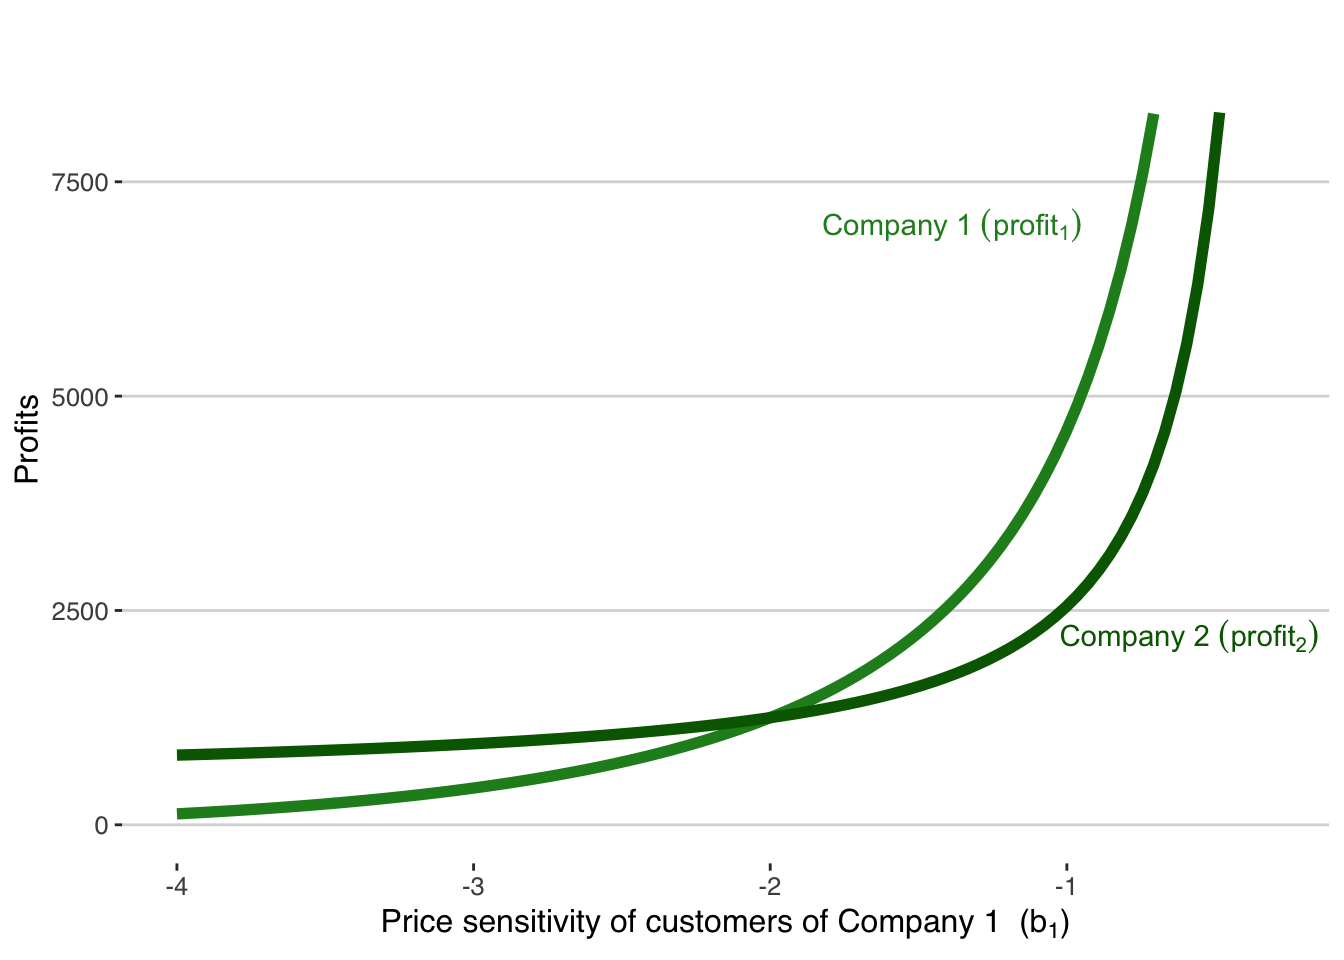 7500
Company 1 (profit₁)
5000
Profits
2500
Company 2 (profit₂)
0
-4 -3 -2 -1
Price sensitivity of customers of Company 1 (b₁)